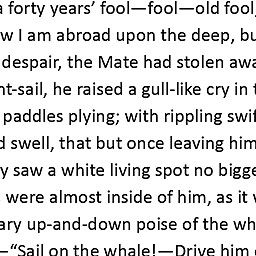 a forty years’ fool—fool—old fool,
w I am abroad upon the deep, bu
despair, the Mate had stolen awa
t-sail, he raised a gull-like cry in t
paddles plying; with rippling swif
d swell, that but once leaving him
y saw a white living spot no bigge
were almost inside of him, as it w
ary up-and-down poise of the wh
—“Sail on the whale!—Drive him o